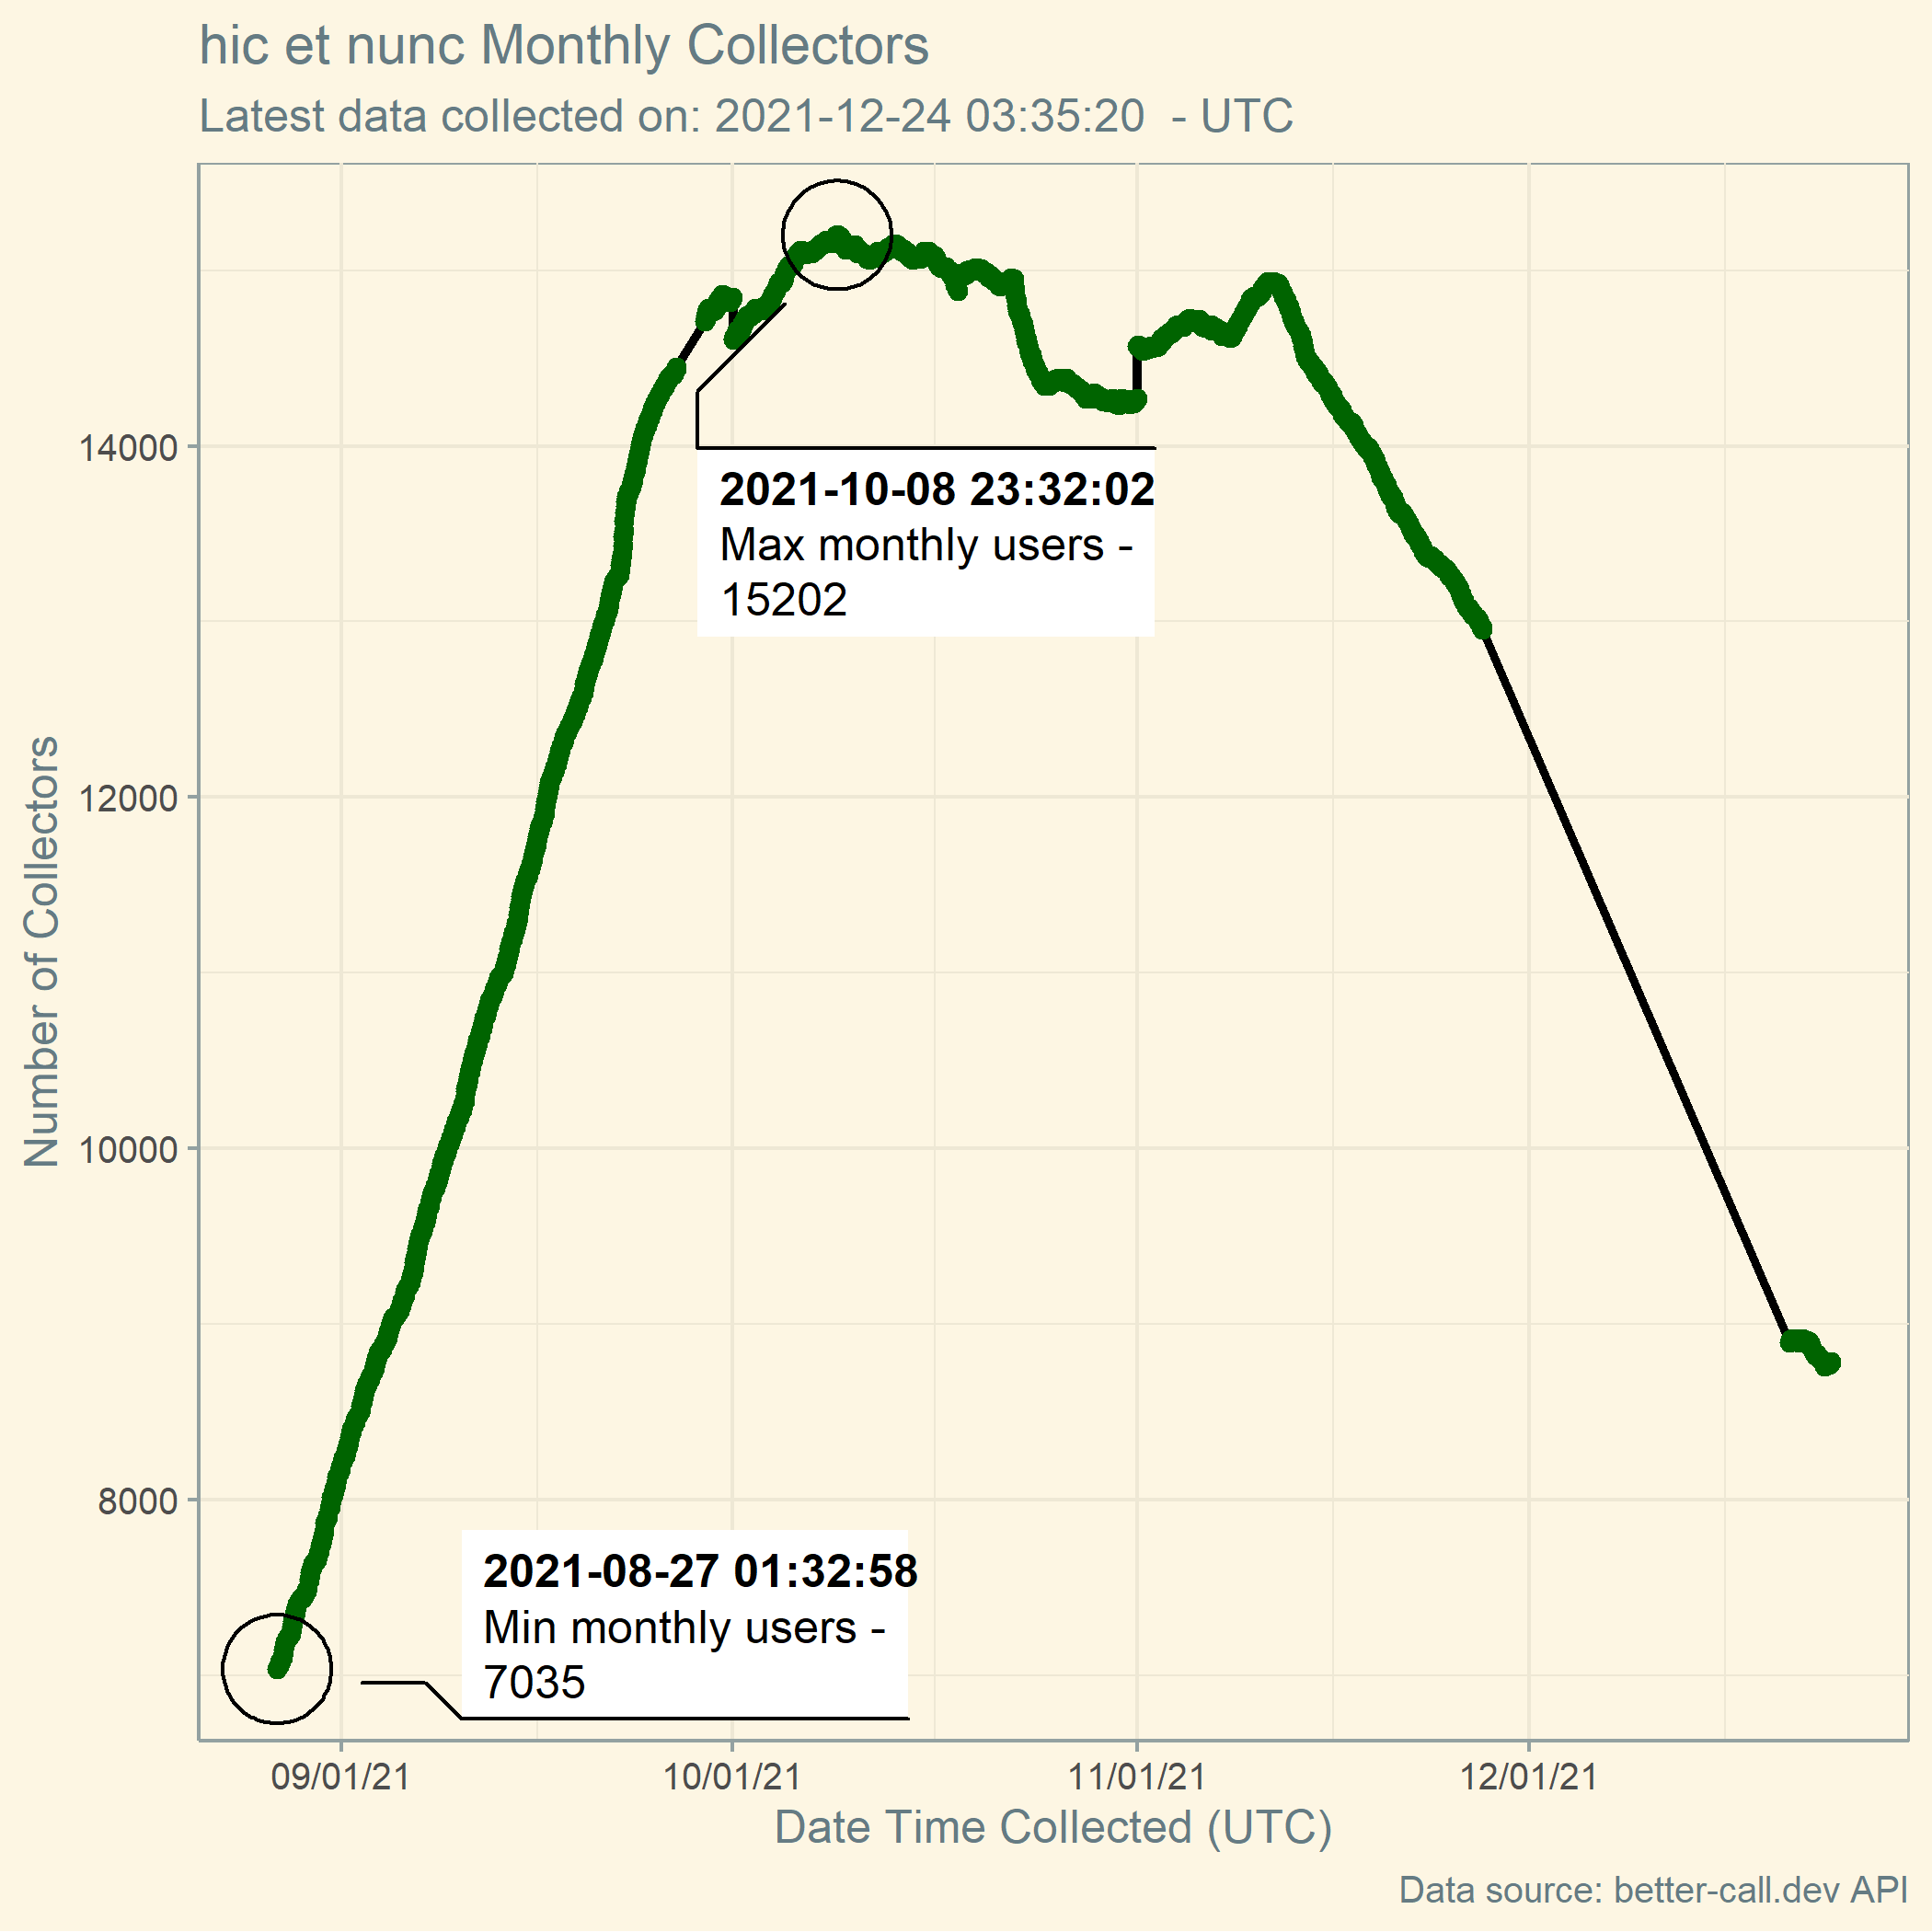 hic et nunc Monthly Collectors
Latest data collected on: 2021-12-24 03:35:20  - UTC
Number of Collectors
14000
12000
10000
8000
2021-10-08 23:32:02
Max monthly users -
15202
2021-08-27 01:32:58
Min monthly users -
7035
09/01/21
10/01/21
11/01/21
12/01/21
Date Time Collected (UTC)
Data source: better-call.dev API